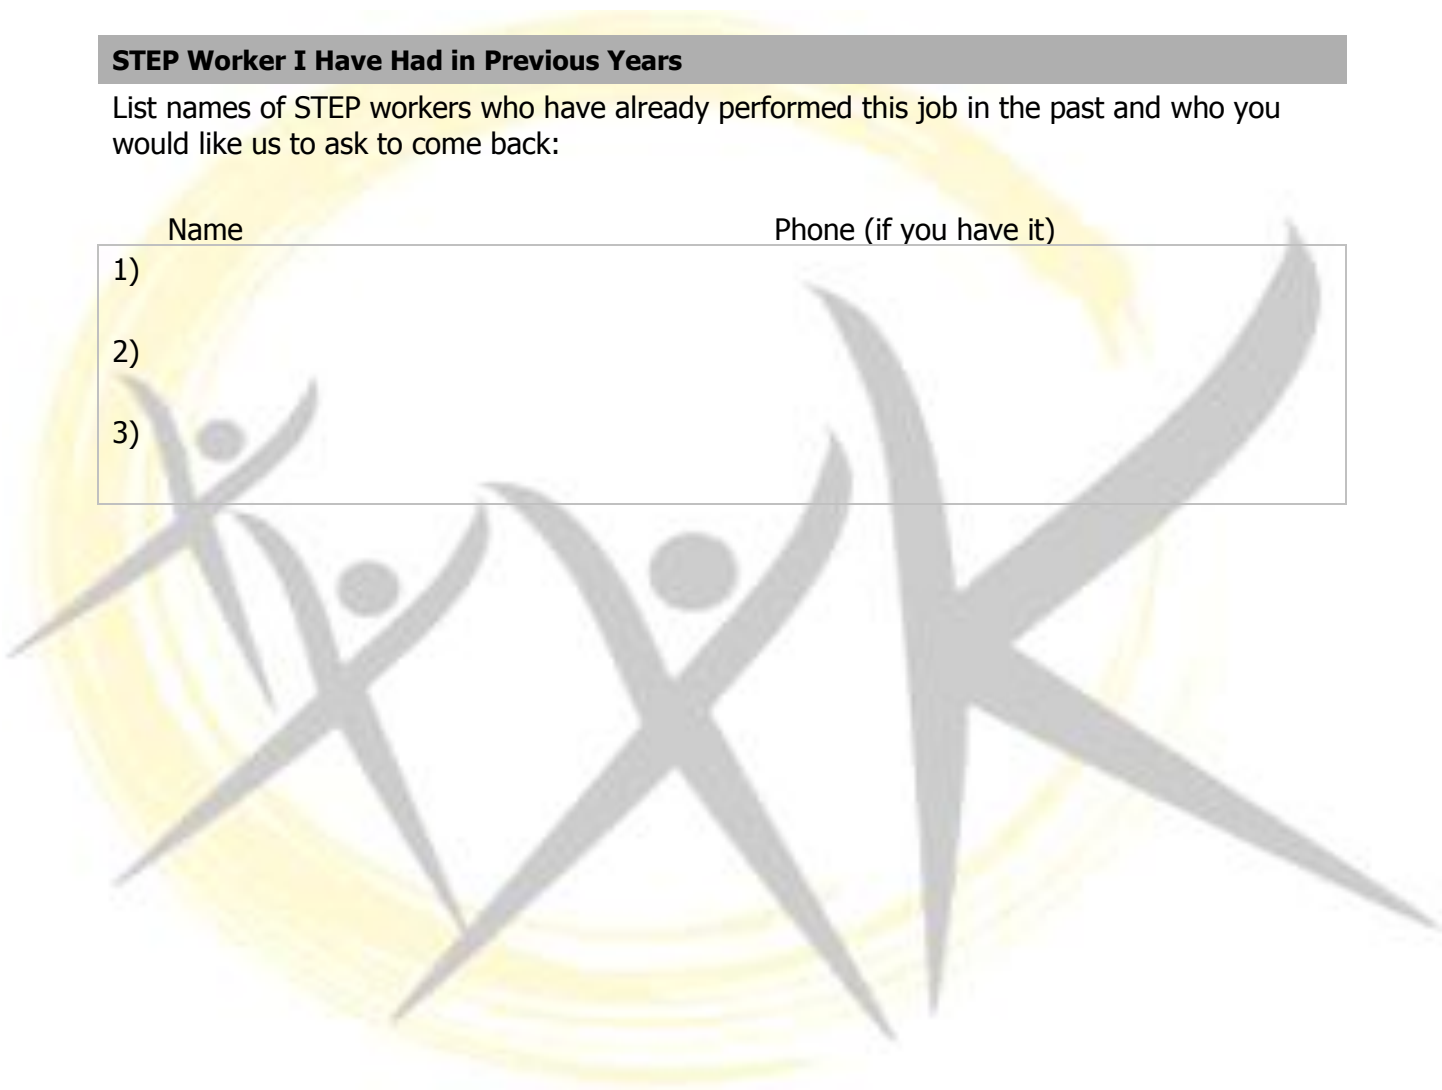 STEP Worker I Have Had in Previous Years
List names of STEP workers who have already performed this job in the past and who you
would like us to ask to come back:
Name Phone (if you have it)
1)
2)
3)